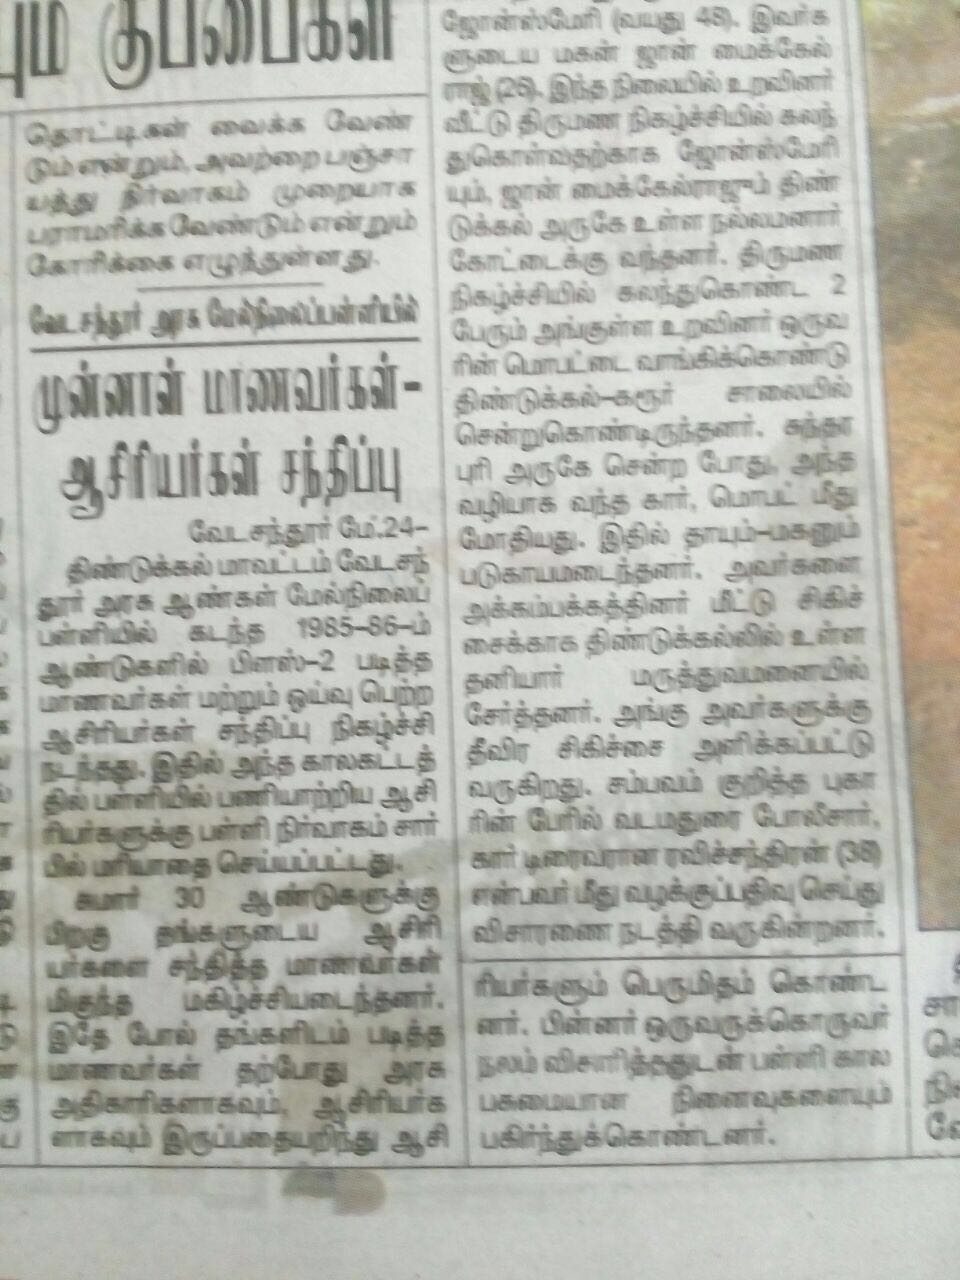 யும் குப்பைகள்
தொட்டிகள் வைக்க வேண்
டும் என்றும், அவற்றை பஞ்சா
யத்து நிர்வாகம் முறையாக
பராமரிக்க வேண்டும் என்றும்
கோரிக்கை எழுந்துள்ளது.
வேடசந்தூர் அரசு மேல்நிலைப்பள்ளியில்
முன்னாள் மாணவர்கள்-
ஆசிரியர்கள் சந்திப்பு
வேடசந்தூர் மே.24-
திண்டுக்கல் மாவட்டம் வேடசந்
தூர் அரசு ஆண்கள் மேல்நிலைப்
பள்ளியில் கடந்த 1985-86-ம்
ஆண்டுகளில் பிளஸ்-2 படித்த
மாணவர்கள் மற்றும் ஓய்வு பெற்ற
ஆசிரியர்கள் சந்திப்பு நிகழ்ச்சி
நடந்தது. இதில் அந்த காலகட்டத்
தில் பள்ளியில் பணியாற்றிய ஆசி
ரியர்களுக்கு பள்ளி நிர்வாகம் சார்
பில் மரியாதை செய்யப்பட்டது.
சுமார் 30 ஆண்டுகளுக்கு
பிறகு தங்களுடைய ஆசிரி
யர்களை சந்தித்த மாணவர்கள்
மிகுந்த மகிழ்ச்சியடைந்தனர்.
இதே போல் தங்களிடம் படித்த
மாணவர்கள் தற்போது அரசு
அதிகாரிகளாகவும், ஆசிரியர்க
ளாகவும் இருப்பதையறிந்து ஆசி
ரியர்களும் பெருமிதம் கொண்ட
னர். பின்னர் ஒருவருக்கொருவர்
நலம் விசாரித்ததுடன் பள்ளி கால
பசுமையான நினைவுகளையும்
பகிர்ந்துக்கொண்டனர்.
ஜோன்ஸ்மேரி (வயது 45). இவர்க
ளுடைய மகன் ஜான் மைக்கேல்
ராஜ் (26). இந்த நிலையில் உறவினர்
வீட்டு திருமண நிகழ்ச்சியில் கலந்
துகொள்வதற்காக ஜோன்ஸ்மேரி
யும், ஜான் மைக்கேல்ராஜும் திண்
டுக்கல் அருகே உள்ள நல்லமனார்
கோட்டைக்கு வந்தனர். திருமண
நிகழ்ச்சியில் கலந்துகொண்ட 2
பேரும் அங்குள்ள உறவினர் ஒருவ
ரின் மொபட்டை வாங்கிக்கொண்டு
திண்டுக்கல்-கரூர் சாலையில்
சென்றுகொண்டிருந்தனர். சுந்தர
புரி அருகே சென்ற போது, அந்த
வழியாக வந்த கார், மொபட் மீது
மோதியது. இதில் தாயும்-மகனும்
படுகாயமடைந்தனர். அவர்களை
அக்கம்பக்கத்தினர் மீட்டு சிகிச்
சைக்காக திண்டுக்கல்லில் உள்ள
தனியார் மருத்துவமனையில்
சேர்த்தனர். அங்கு அவர்களுக்கு
தீவிர சிகிச்சை அளிக்கப்பட்டு
வருகிறது. சம்பவம் குறித்த புகா
ரின் பேரில் வடமதுரை போலீசார்,
கார் டிரைவரான ரவிச்சந்திரன் (38)
என்பவர் மீது வழக்குப்பதிவு செய்து
விசாரணை நடத்தி வருகின்றனர்.